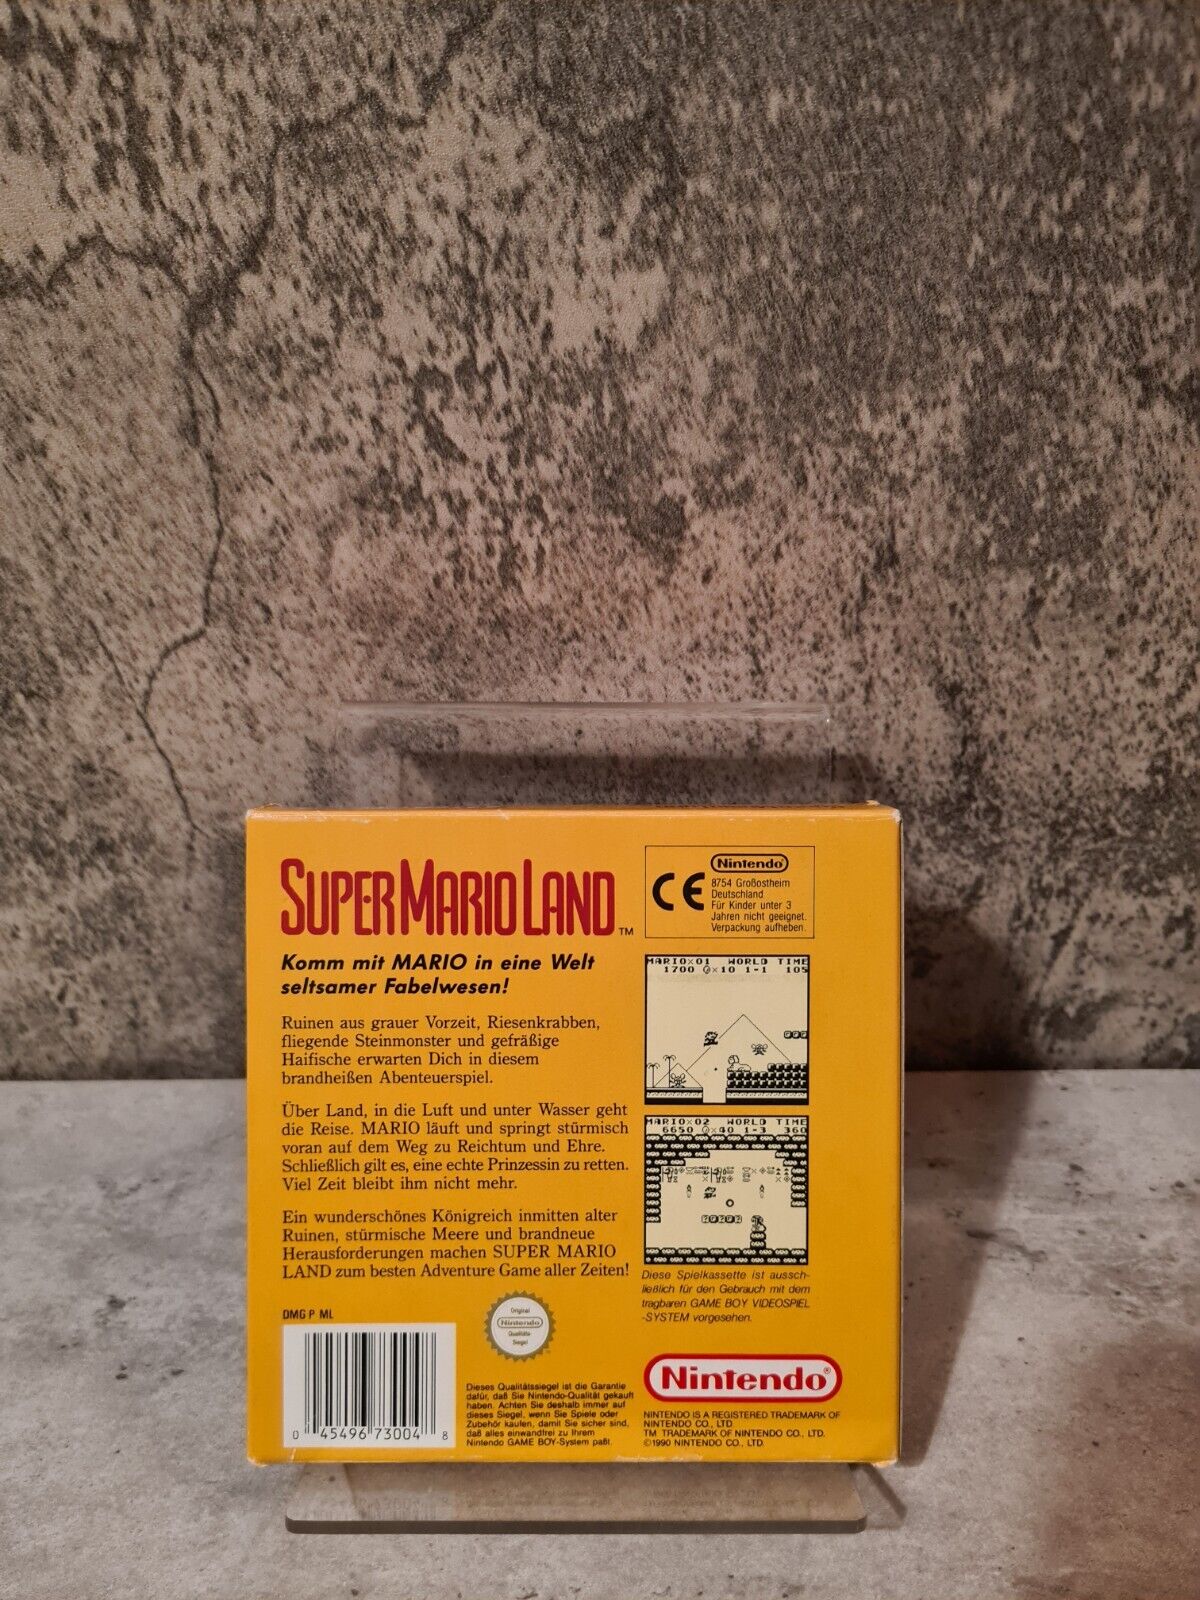 SUPER MARIO LAND™
Komm mit MARIO in eine Welt
seltsamer Fabelwesen!
Ruinen aus grauer Vorzeit, Riesenkrabben,
fliegende Steinmonster und gefräßige
Haifische erwarten Dich in diesem
brandheißen Abenteuerspiel.
Über Land, in die Luft und unter Wasser geht
die Reise. MARIO läuft und springt stürmisch
voran auf dem Weg zu Reichtum und Ehre.
Schließlich gilt es, eine echte Prinzessin zu retten.
Viel Zeit bleibt ihm nicht mehr.
Ein wunderschönes Königreich inmitten alter
Ruinen, stürmische Meere und brandneue
Herausforderungen machen SUPER MARIO
LAND zum besten Adventure Game aller Zeiten!
DMG P ML
0 45496 73004 8
Original
Nintendo
Qualitäts
Siegel
Dieses Qualitätssiegel ist die Garantie
dafür, daß Sie Nintendo-Qualität gekauft
haben. Achten Sie deshalb immer auf
dieses Siegel, wenn Sie Spiele oder
Zubehör kaufen, damit Sie sicher sind,
daß alles einwandfrei zu Ihrem
Nintendo GAME BOY-System paßt.
CE
Nintendo
8754 Großostheim
Deutschland
Für Kinder unter 3
Jahren nicht geeignet.
Verpackung aufheben.
MARIO×01 WORLD TIME
1700 ×10 1-1 105
MARIO×02 WORLD TIME
6650 ×40 1-3 360
Diese Spielkassette ist aussch-
ließlich für den Gebrauch mit dem
tragbaren GAME BOY VIDEOSPIEL
-SYSTEM vorgesehen.
Nintendo®
NINTENDO IS A REGISTERED TRADEMARK OF
NINTENDO CO., LTD.
TM TRADEMARK OF NINTENDO CO., LTD.
©1990 NINTENDO CO., LTD.